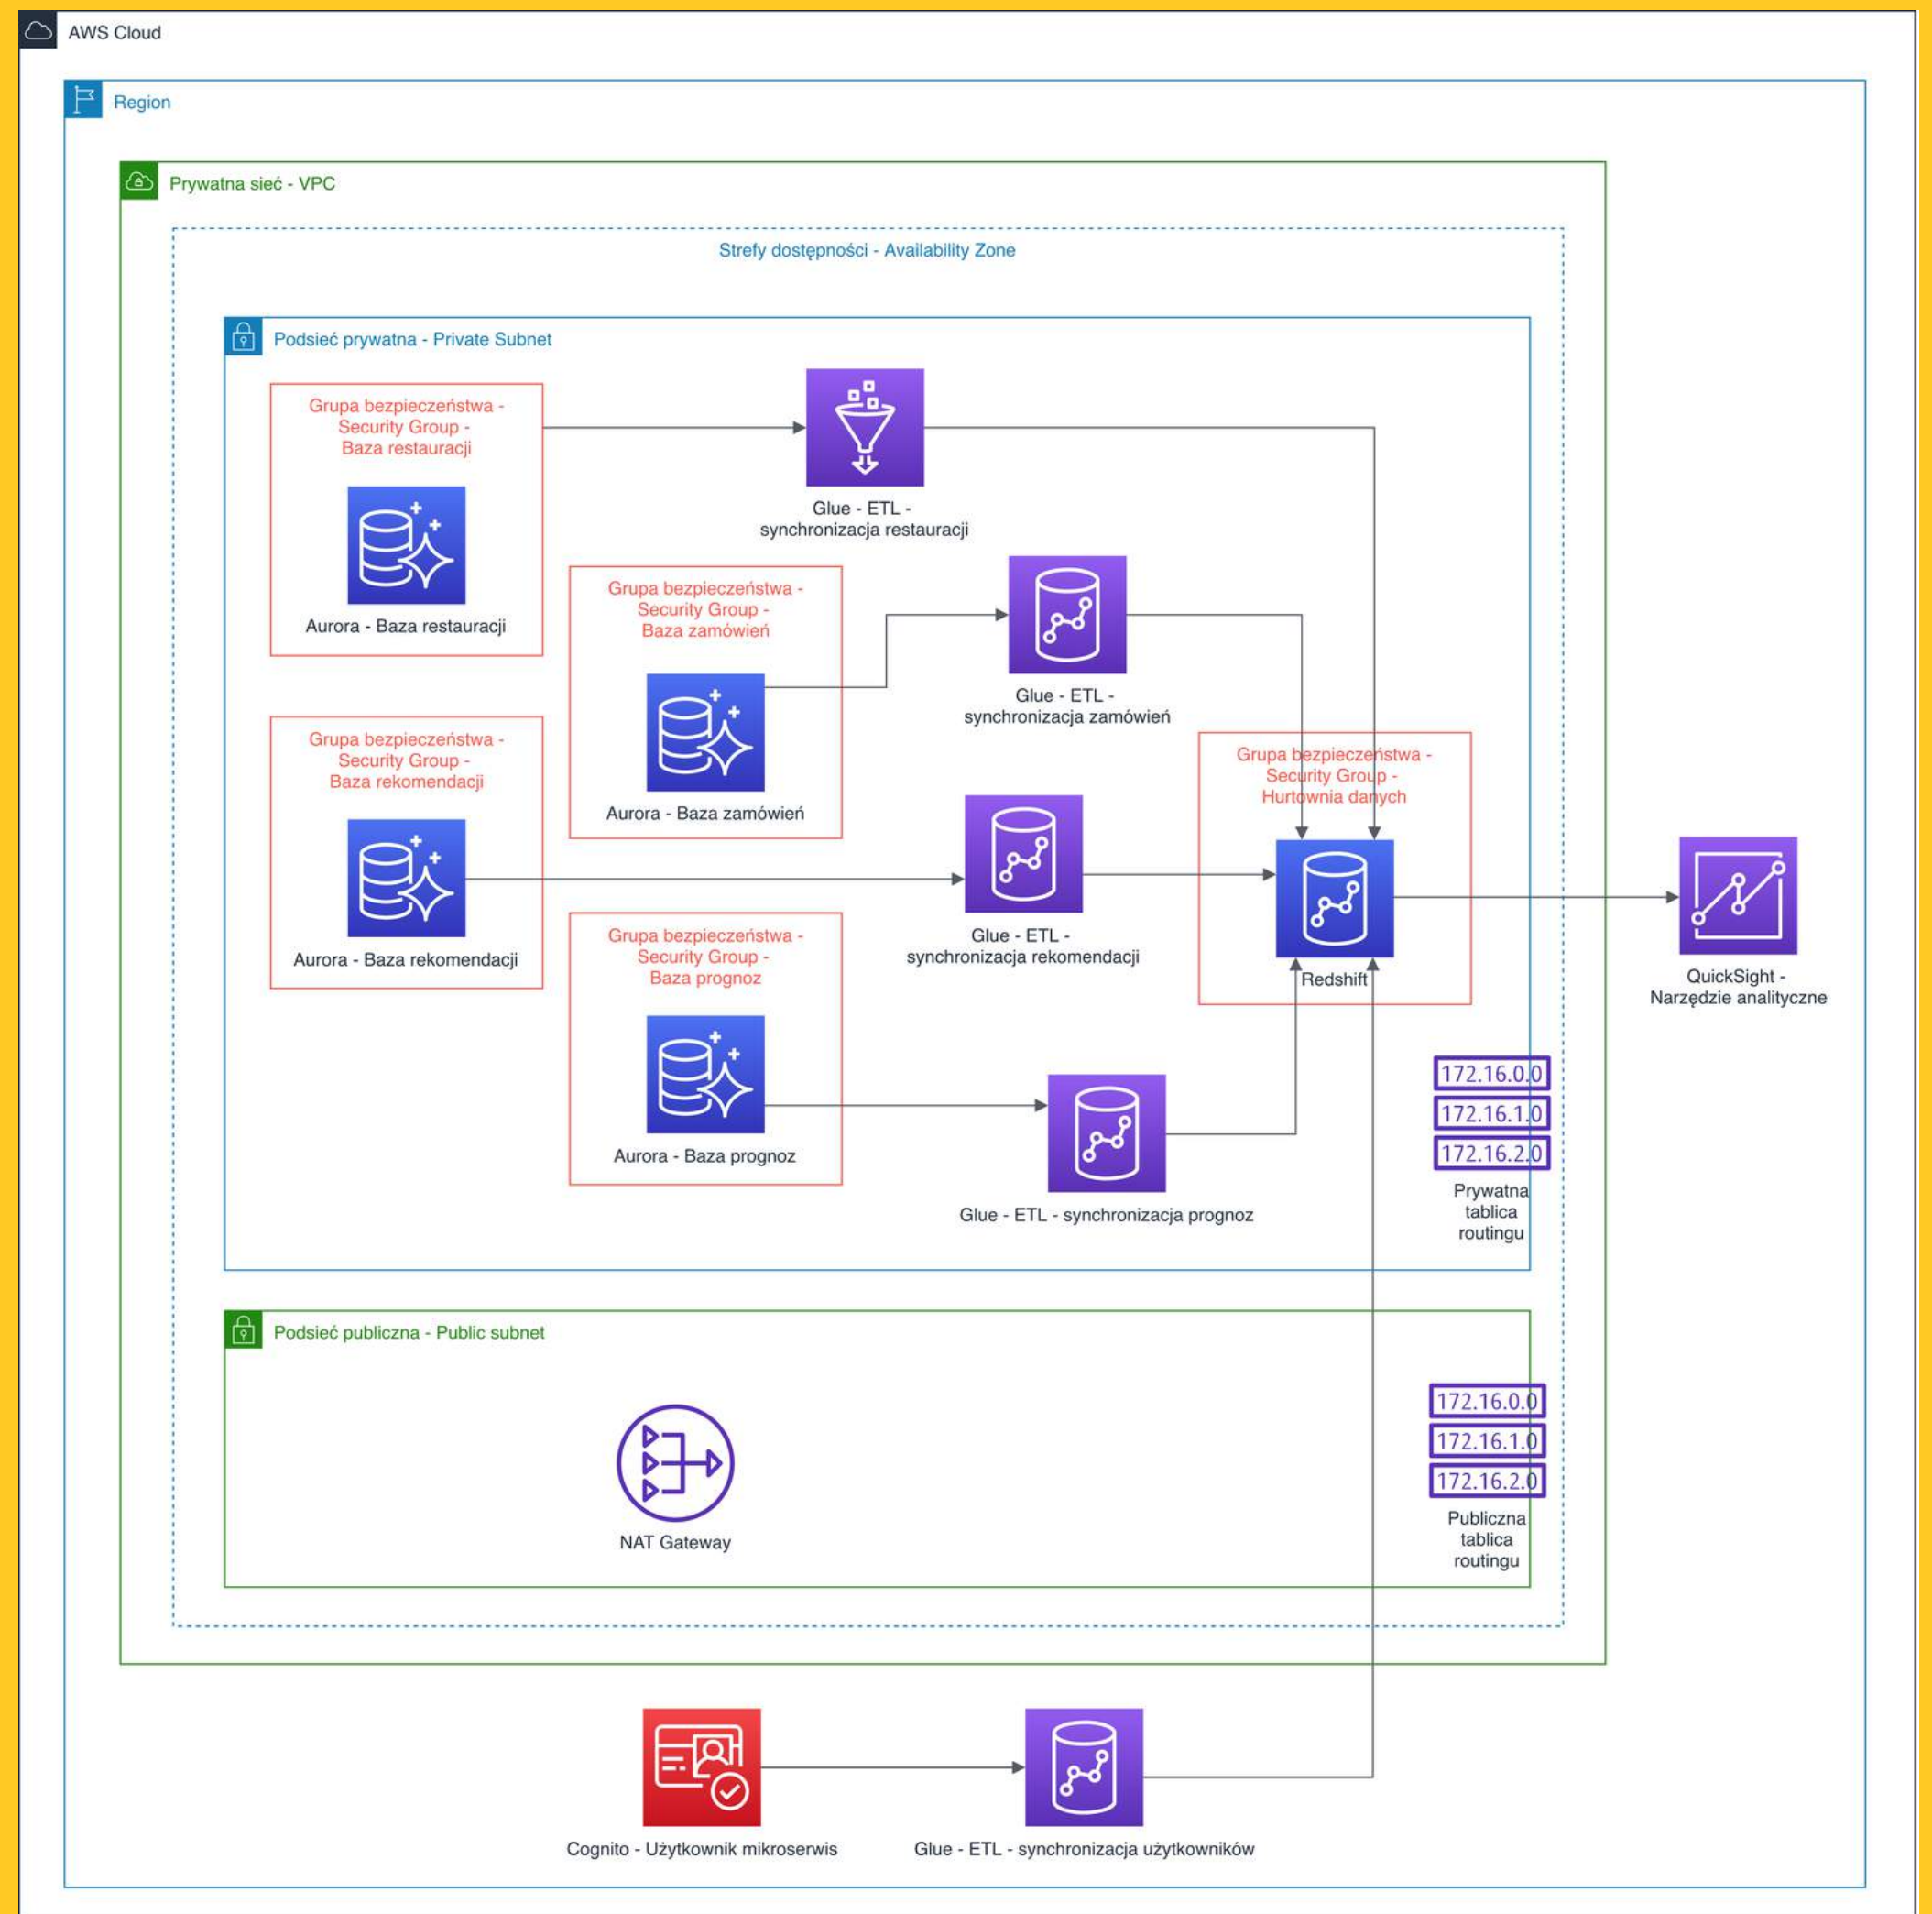 AWS Cloud
Region
Prywatna sieć - VPC
Strefy dostępności - Availability Zone
Podsieć prywatna - Private Subnet
Grupa bezpieczeństwa -
Security Group -
Baza restauracji
Aurora - Baza restauracji
Glue - ETL -
synchronizacja restauracji
Grupa bezpieczeństwa -
Security Group -
Baza zamówień
Aurora - Baza zamówień
Glue - ETL -
synchronizacja zamówień
Grupa bezpieczeństwa -
Security Group -
Baza rekomendacji
Aurora - Baza rekomendacji
Glue - ETL -
synchronizacja rekomendacji
Grupa bezpieczeństwa -
Security Group -
Hurtownia danych
Redshift
QuickSight -
Narzędzie analityczne
Grupa bezpieczeństwa -
Security Group -
Baza prognoz
Aurora - Baza prognoz
Glue - ETL - synchronizacja prognoz
172.16.0.0
172.16.1.0
172.16.2.0
Prywatna
tablica
routingu
Podsieć publiczna - Public subnet
NAT Gateway
172.16.0.0
172.16.1.0
172.16.2.0
Publiczna
tablica
routingu
Cognito - Użytkownik mikroserwis
Glue - ETL - synchronizacja użytkowników